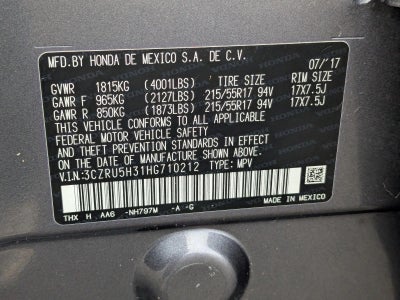 MFD.BY HONDA DE MEXICO S.A. DE C.V. 07/'17
GVWR 1815KG (4001LBS) TIRE SIZE RIM SIZE
GAWR F 965KG (2127LBS) 215/55R17 94V 17X7.5J
GAWR R 850KG (1873LBS) 215/55R17 94V 17X7.5J
THIS VEHICLE CONFORMS TO ALL APPLICABLE
FEDERAL MOTOR VEHICLE SAFETY, BUMPER, AND
THEFT PREVENTION STANDARDS IN EFFECT ON THE DATE
OF MANUFACTURE SHOWN ABOVE.
V.I.N:3CZRU5H31HG710212 TYPE: MPV
THX H AA6 -NH797M -A -G MADE IN MEXICO